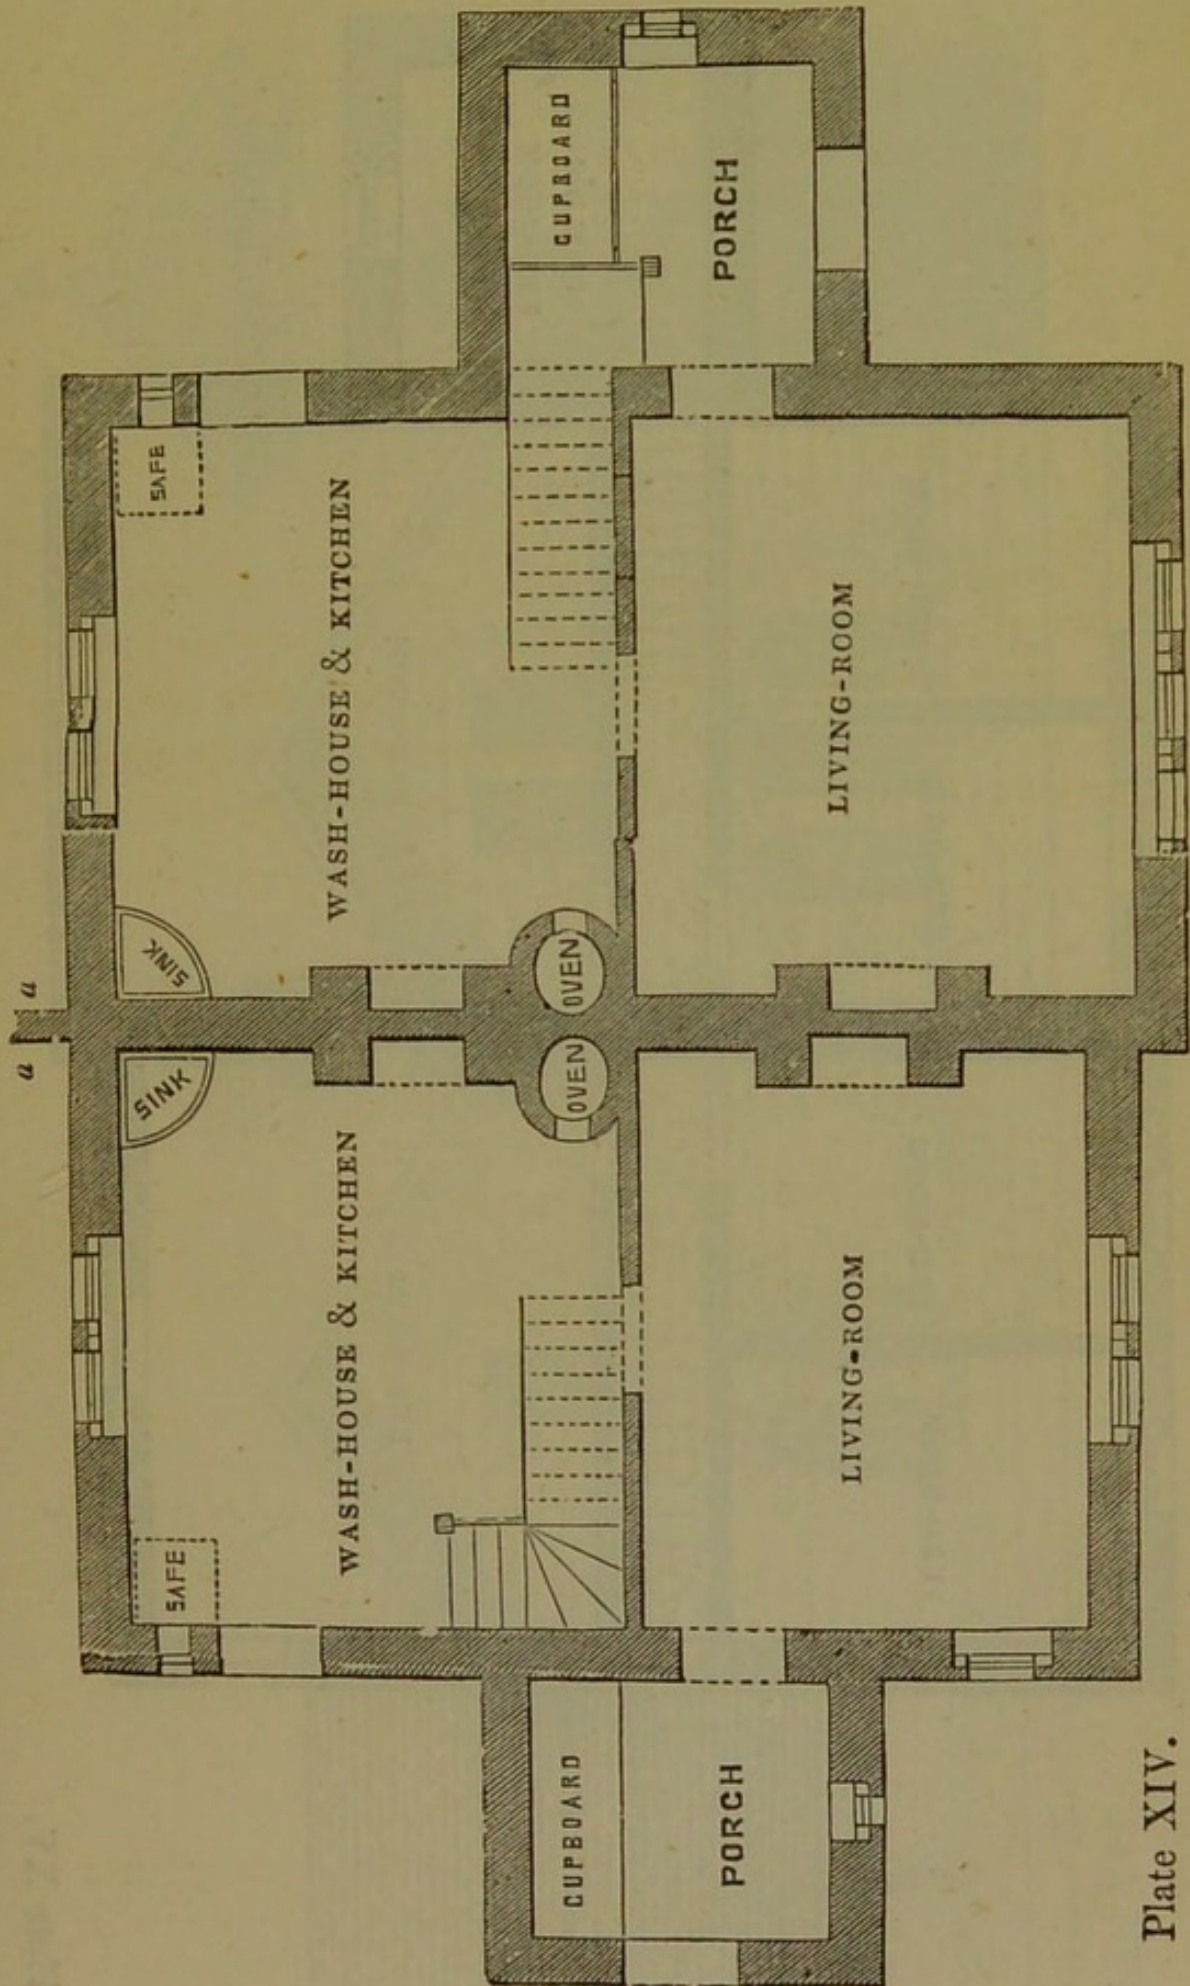 a
a
SAFE
SINK
SINK
SAFE
WASH-HOUSE & KITCHEN
WASH-HOUSE & KITCHEN
CUPBOARD
OVEN
OVEN
CUPBOARD
PORCH
LIVING-ROOM
LIVING-ROOM
PORCH
Plate XIV.